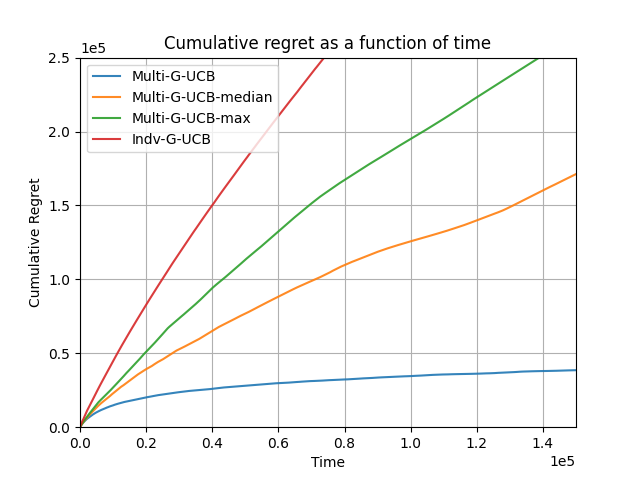 Cumulative regret as a function of time
1e5
2.5
2.0
1.5
1.0
0.5
0.0
Cumulative Regret
Multi-G-UCB
Multi-G-UCB-median
Multi-G-UCB-max
Indv-G-UCB
0.0 0.2 0.4 0.6 0.8 1.0 1.2 1.4
1e5
Time